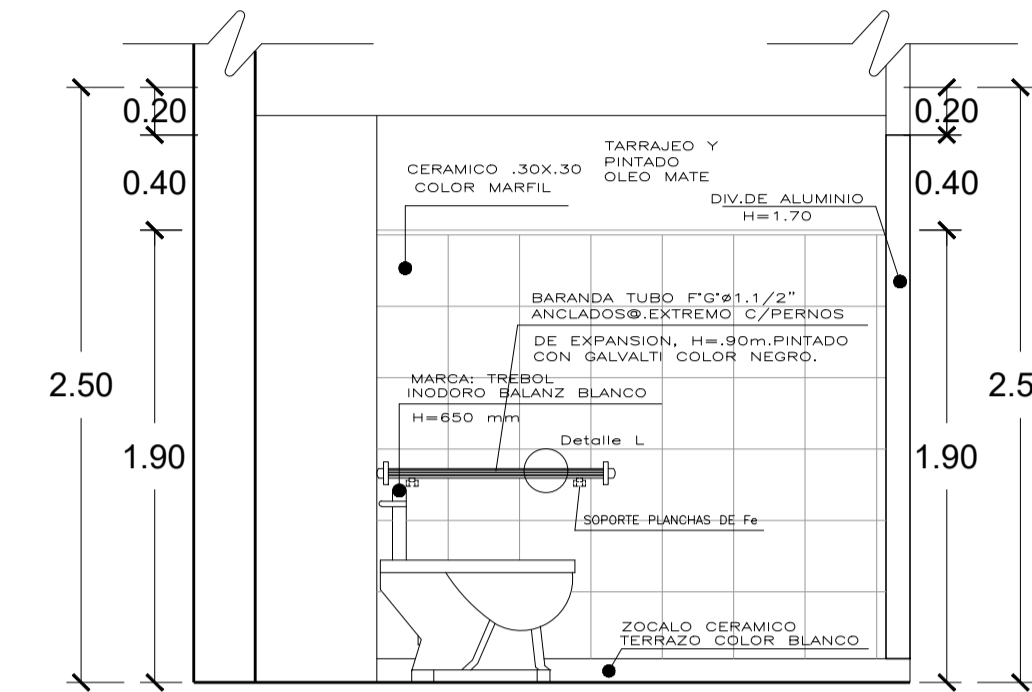 0.20
0.20
0.40
0.40
CERAMICO .30X.30
COLOR MARFIL
TARRAJEO Y
PINTADO
OLEO MATE
DIV.DE ALUMINIO
H=1.70
BARANDA TUBO F°G°ø1.1/2"
ANCLADOS@.EXTREMO C/PERNOS
DE EXPANSION, H=.90m.PINTADO
CON GALVALTI COLOR NEGRO.
2.50
2.5
MARCA: TREBOL
INODORO BALANZ BLANCO
H=650 mm
Detalle L
1.90
1.90
SOPORTE PLANCHAS DE Fe
ZOCALO CERAMICO
TERRAZO COLOR BLANCO